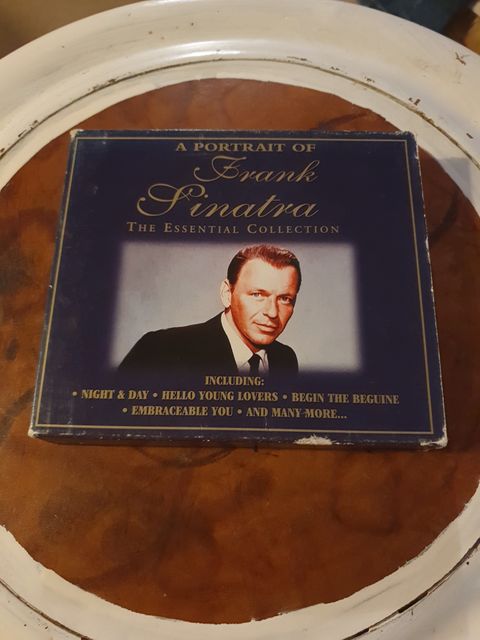 A PORTRAIT OF
Frank
Sinatra
THE ESSENTIAL COLLECTION
INCLUDING:
• NIGHT & DAY • HELLO YOUNG LOVERS • BEGIN THE BEGUINE
• EMBRACEABLE YOU • AND MANY MORE...